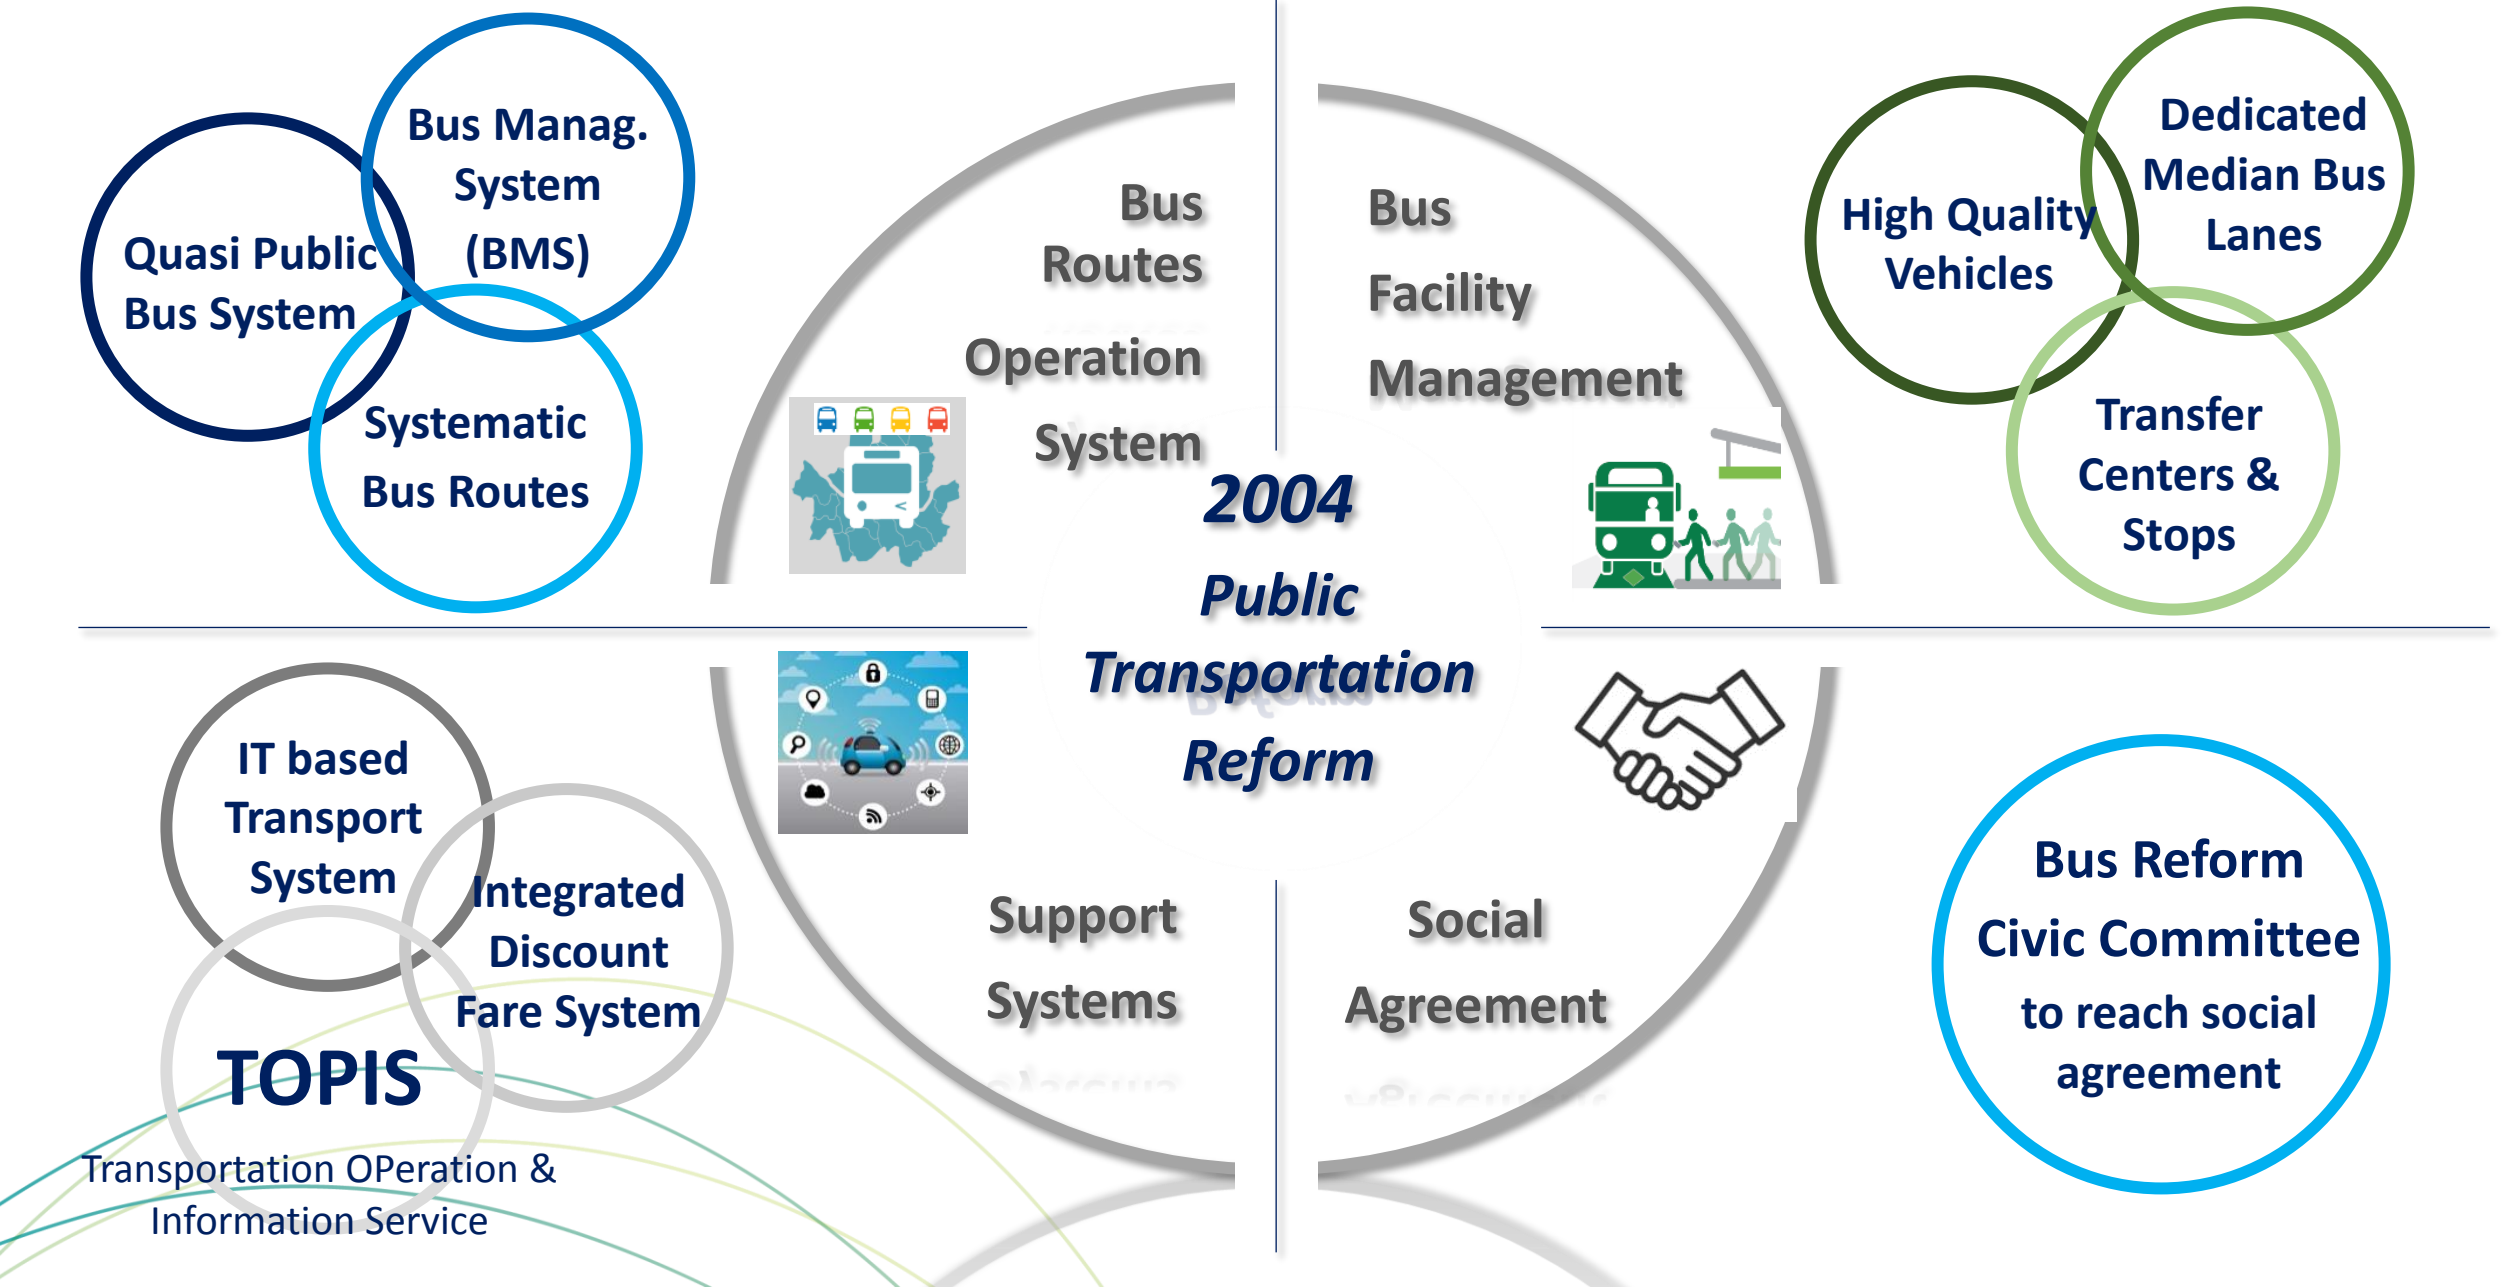 Bus Manag.
System
(BMS)
Quasi Public
Bus System
Systematic
Bus Routes
Bus
Routes
Operation
System
Bus
Facility
Management
High Quality
Vehicles
Dedicated
Median Bus
Lanes
Transfer
Centers &
Stops
2004
Public
Transportation
Reform
IT based
Transport
System
Integrated
Discount
Fare System
TOPIS
Transportation OPeration &
Information Service
Support
Systems
Social
Agreement
Bus Reform
Civic Committee
to reach social
agreement